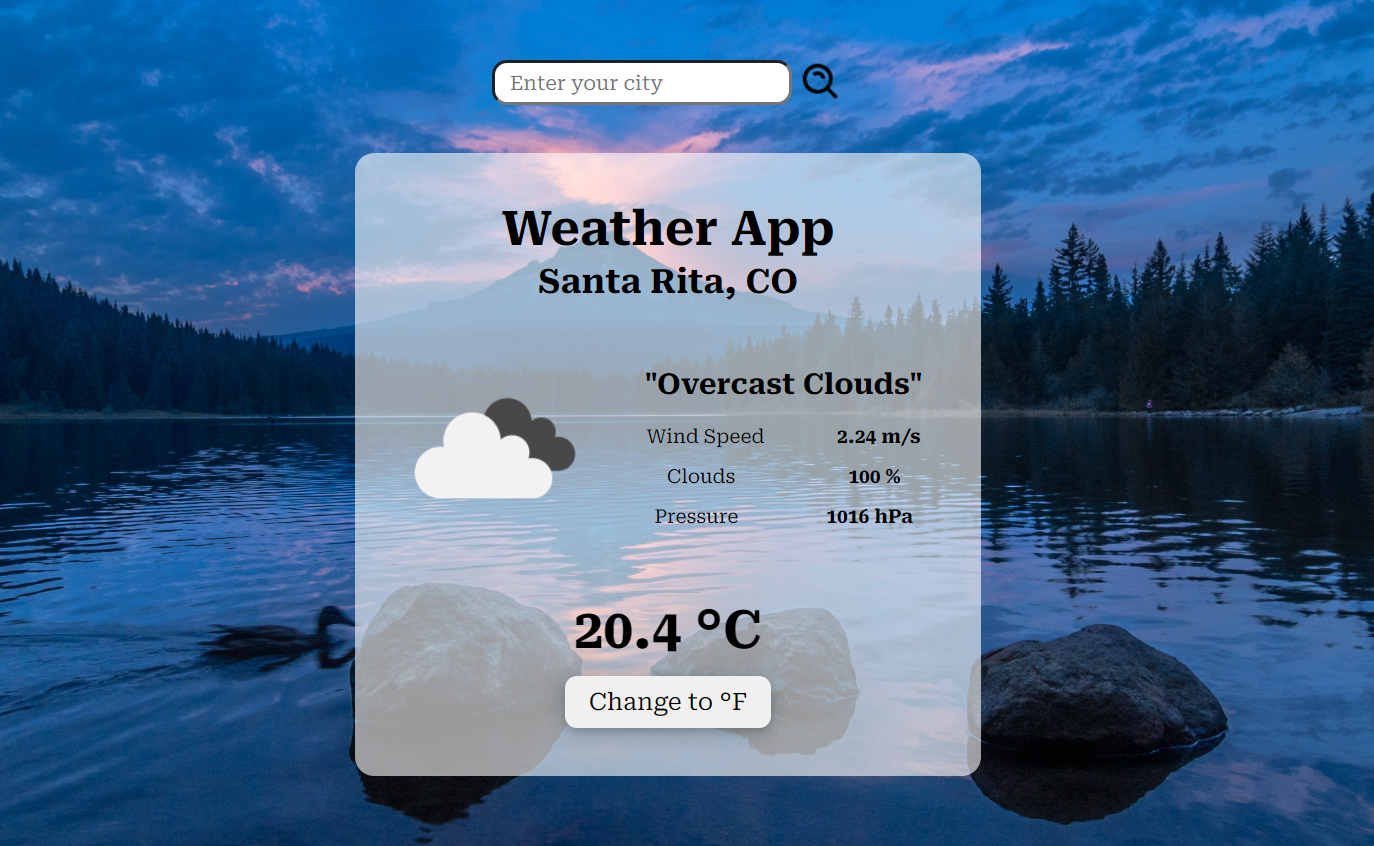 Enter your city
Weather App
Santa Rita, CO
"Overcast Clouds"
Wind Speed 2.24 m/s
Clouds 100 %
Pressure 1016 hPa
20.4 °C
Change to °F